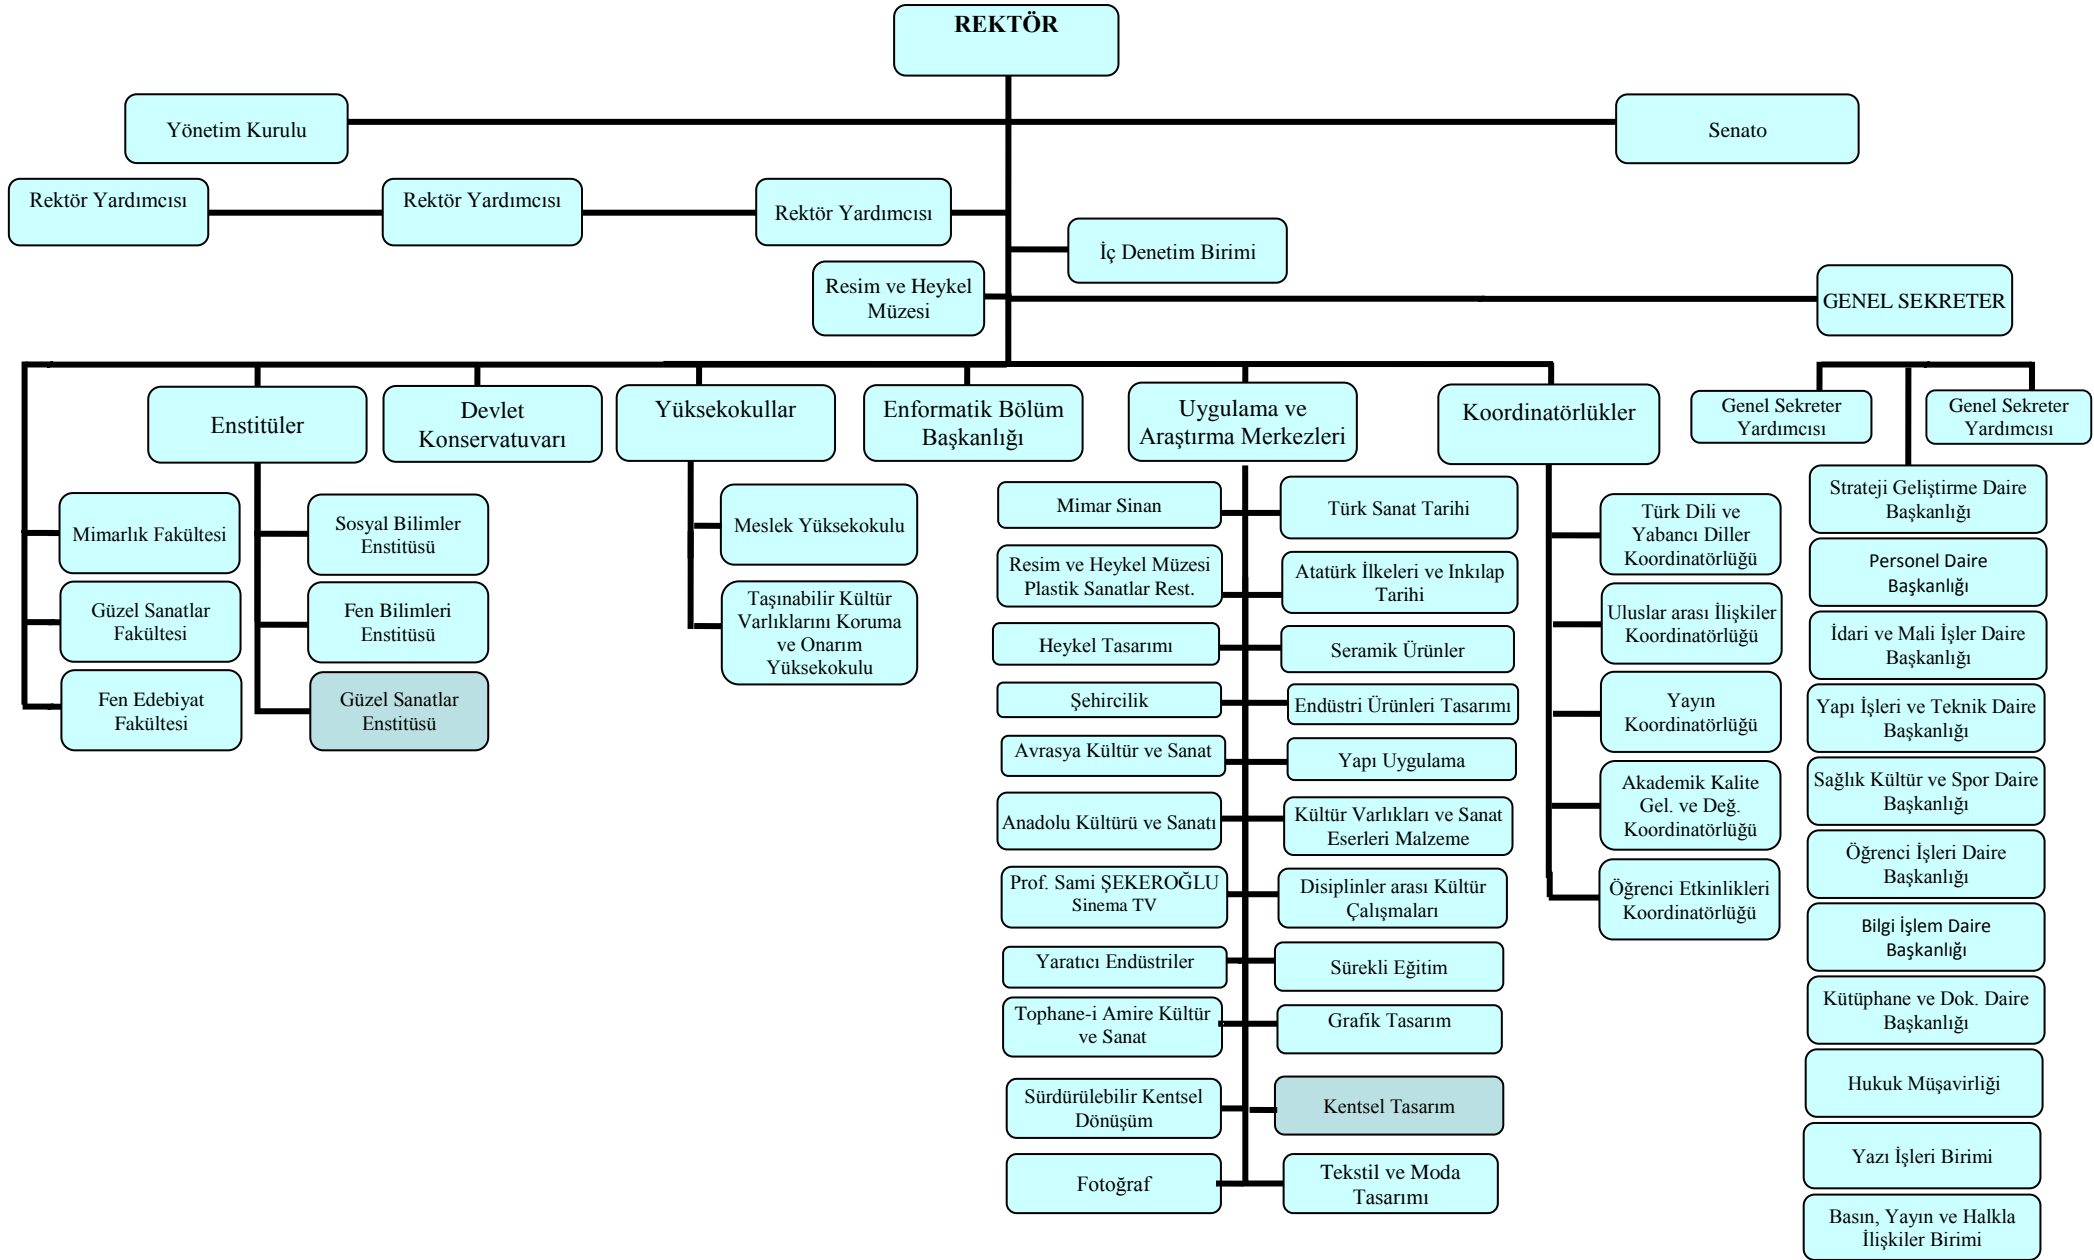 REKTÖR
Yönetim Kurulu
Senato
Rektör Yardımcısı
Rektör Yardımcısı
Rektör Yardımcısı
İç Denetim Birimi
Resim ve Heykel
Müzesi
GENEL SEKRETER
Enstitüler
Devlet
Konservatuvarı
Yüksekokullar
Enformatik Bölüm
Başkanlığı
Uygulama ve
Araştırma Merkezleri
Koordinatörlükler
Genel Sekreter
Yardımcısı
Genel Sekreter
Yardımcısı
Mimarlık Fakültesi
Güzel Sanatlar
Fakültesi
Fen Edebiyat
Fakültesi
Sosyal Bilimler
Enstitüsü
Fen Bilimleri
Enstitüsü
Güzel Sanatlar
Enstitüsü
Meslek Yüksekokulu
Taşınabilir Kültür
Varlıklarını Koruma
ve Onarım
Yüksekokulu
Mimar Sinan
Türk Sanat Tarihi
Resim ve Heykel Müzesi
Plastik Sanatlar Rest.
Atatürk İlkeleri ve Inkılap
Tarihi
Heykel Tasarımı
Seramik Ürünler
Şehircilik
Endüstri Ürünleri Tasarımı
Avrasya Kültür ve Sanat
Yapı Uygulama
Anadolu Kültürü ve Sanatı
Kültür Varlıkları ve Sanat
Eserleri Malzeme
Prof. Sami ŞEKEROĞLU
Sinema TV
Disiplinler arası Kültür
Çalışmaları
Yaratıcı Endüstriler
Sürekli Eğitim
Tophane-i Amire Kültür
ve Sanat
Grafik Tasarım
Sürdürülebilir Kentsel
Dönüşüm
Kentsel Tasarım
Fotoğraf
Tekstil ve Moda
Tasarımı
Türk Dili ve
Yabancı Diller
Koordinatörlüğü
Uluslar arası İlişkiler
Koordinatörlüğü
Yayın
Koordinatörlüğü
Akademik Kalite
Gel. ve Değ.
Koordinatörlüğü
Öğrenci Etkinlikleri
Koordinatörlüğü
Strateji Geliştirme Daire
Başkanlığı
Personel Daire
Başkanlığı
İdari ve Mali İşler Daire
Başkanlığı
Yapı İşleri ve Teknik Daire
Başkanlığı
Sağlık Kültür ve Spor Daire
Başkanlığı
Öğrenci İşleri Daire
Başkanlığı
Bilgi İşlem Daire
Başkanlığı
Kütüphane ve Dok. Daire
Başkanlığı
Hukuk Müşavirliği
Yazı İşleri Birimi
Basın, Yayın ve Halkla
İlişkiler Birimi